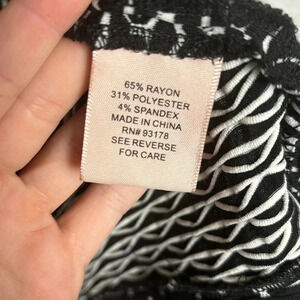 65% RAYON
31% POLYESTER
4% SPANDEX
MADE IN CHINA
RN# 93178
SEE REVERSE
FOR CARE